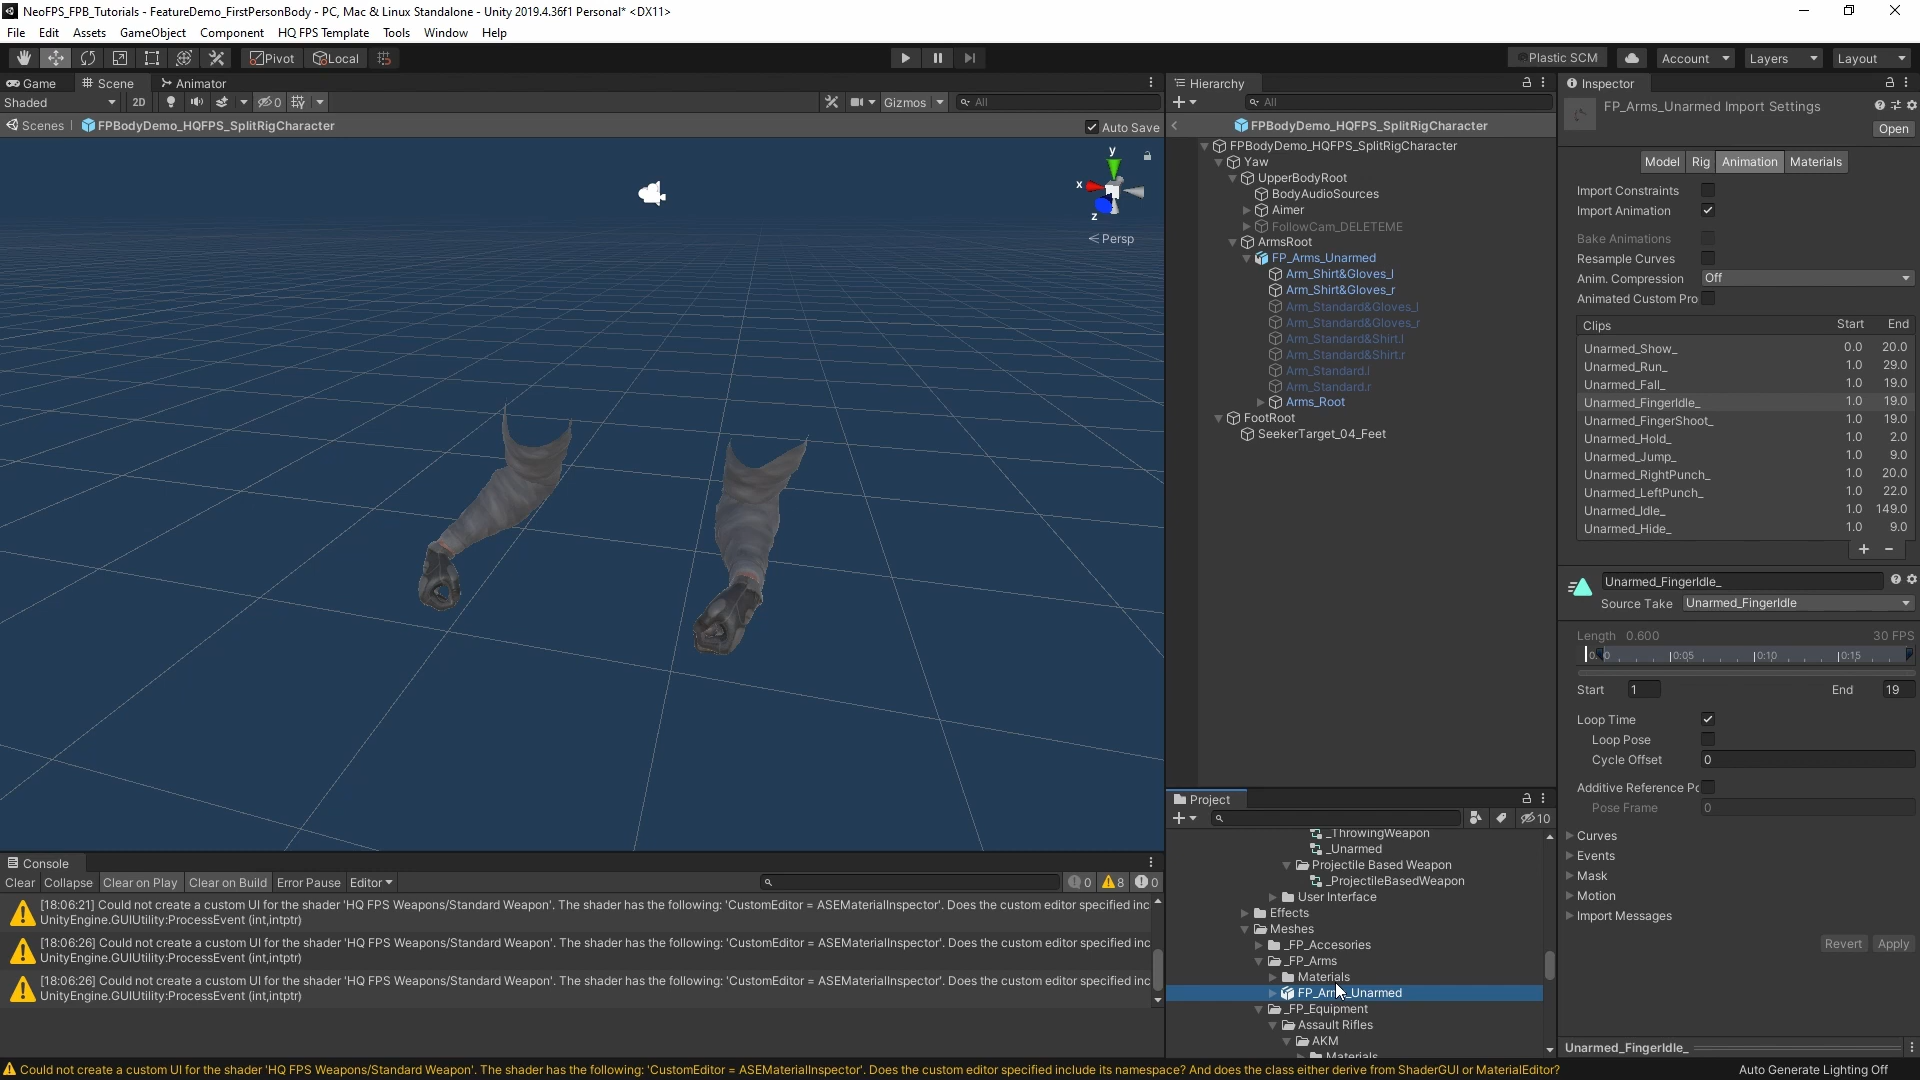 NeoFPS_FPB_Tutorials - FeatureDemo_FirstPersonBody - PC, Mac & Linux Standalone - Unity 2019.4.36f1 Personal* <DX11>
File Edit Assets GameObject Component HQ FPS Template Tools Window Help
Pivot Local Plastic SCM Account Layers Layout
Game Scene Animator
Shaded 2D 0 Gizmos All
Scenes FPBodyDemo_HQFPS_SplitRigCharacter Auto Save
y
x
z
Persp
Hierarchy
All
FPBodyDemo_HQFPS_SplitRigCharacter
FPBodyDemo_HQFPS_SplitRigCharacter
Yaw
UpperBodyRoot
BodyAudioSources
Aimer
FollowCam_DELETEME
ArmsRoot
FP_Arms_Unarmed
Arm_Shirt&Gloves_l
Arm_Shirt&Gloves_r
Arm_Standard&Gloves_l
Arm_Standard&Gloves_r
Arm_Standard&Shirt.l
Arm_Standard&Shirt.r
Arm_Standard.l
Arm_Standard.r
Arms_Root
FootRoot
SeekerTarget_04_Feet
Project
10
_ThrowingWeapon
_Unarmed
Projectile Based Weapon
_ProjectileBasedWeapon
User Interface
Effects
Meshes
_FP_Accesories
_FP_Arms
Materials
FP_Arms_Unarmed
_FP_Equipment
Assault Rifles
AKM
Materials
Inspector
FP_Arms_Unarmed Import Settings
Open
Model Rig Animation Materials
Import Constraints
Import Animation
Bake Animations
Resample Curves
Anim. Compression Off
Animated Custom Pro
Clips Start End
Unarmed_Show_ 0.0 20.0
Unarmed_Run_ 1.0 29.0
Unarmed_Fall_ 1.0 19.0
Unarmed_FingerIdle_ 1.0 19.0
Unarmed_FingerShoot_ 1.0 19.0
Unarmed_Hold_ 1.0 2.0
Unarmed_Jump_ 1.0 9.0
Unarmed_RightPunch_ 1.0 20.0
Unarmed_LeftPunch_ 1.0 22.0
Unarmed_Idle_ 1.0 149.0
Unarmed_Hide_ 1.0 9.0
+ −
Unarmed_FingerIdle_
Source Take Unarmed_FingerIdle
Length 0.600 30 FPS
0:05 0:10 0:15
Start 1 End 19
Loop Time
Loop Pose
Cycle Offset 0
Additive Reference Po
Pose Frame 0
Curves
Events
Mask
Motion
Import Messages
Revert Apply
Unarmed_FingerIdle_
Console
Clear Collapse Clear on Play Clear on Build Error Pause Editor 0 8 0
[18:06:21] Could not create a custom UI for the shader 'HQ FPS Weapons/Standard Weapon'. The shader has the following: 'CustomEditor = ASEMaterialInspector'. Does the custom editor specified inc
UnityEngine.GUIUtility:ProcessEvent (int,intptr)
[18:06:26] Could not create a custom UI for the shader 'HQ FPS Weapons/Standard Weapon'. The shader has the following: 'CustomEditor = ASEMaterialInspector'. Does the custom editor specified inc
UnityEngine.GUIUtility:ProcessEvent (int,intptr)
[18:06:26] Could not create a custom UI for the shader 'HQ FPS Weapons/Standard Weapon'. The shader has the following: 'CustomEditor = ASEMaterialInspector'. Does the custom editor specified inc
UnityEngine.GUIUtility:ProcessEvent (int,intptr)
Could not create a custom UI for the shader 'HQ FPS Weapons/Standard Weapon'. The shader has the following: 'CustomEditor = ASEMaterialInspector'. Does the custom editor specified include its namespace? And does the class either derive from ShaderGUI or MaterialEditor?
Auto Generate Lighting Off